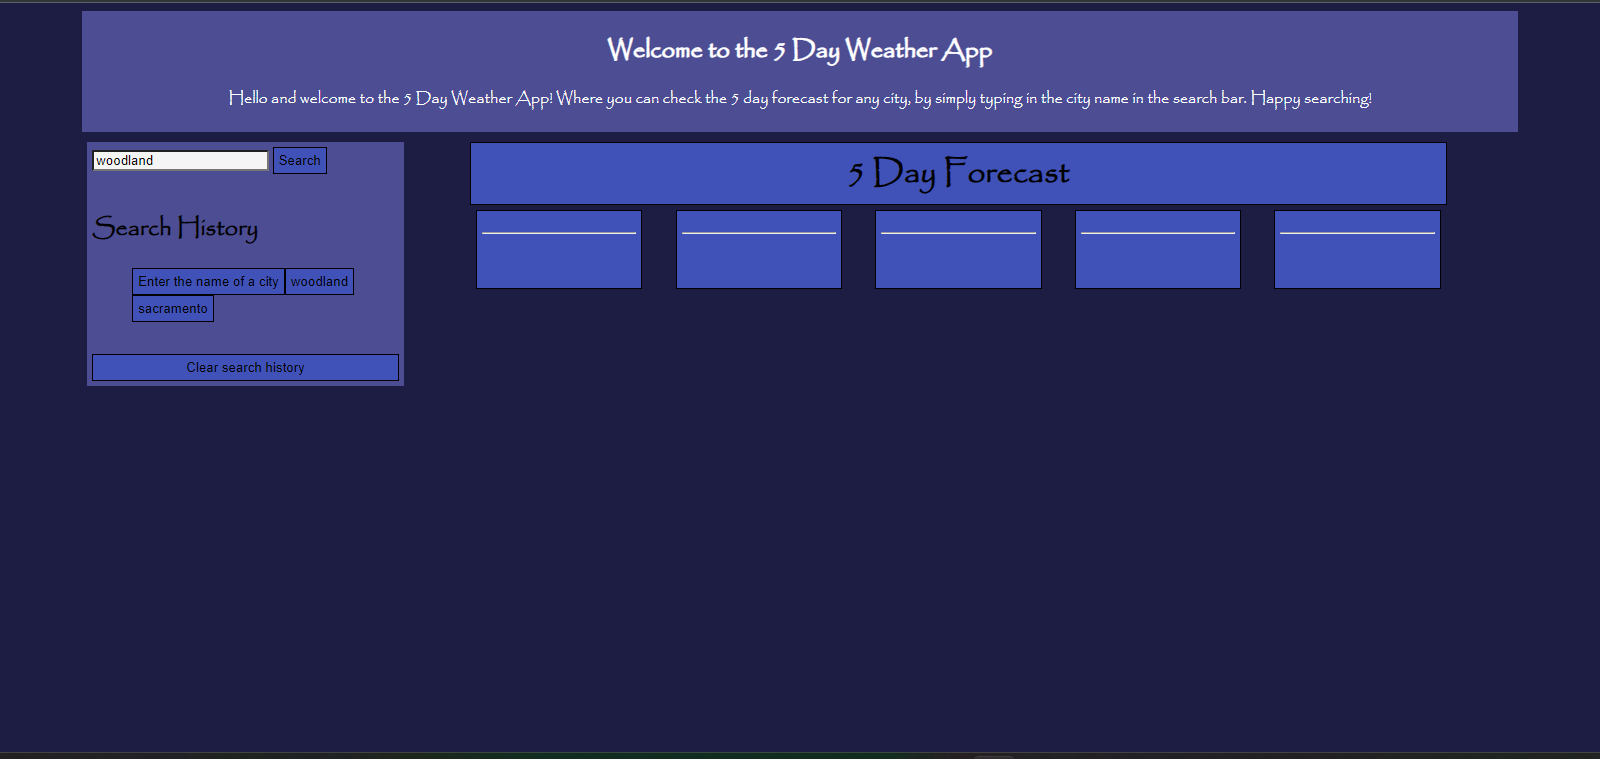 Welcome to the 5 Day Weather App
Hello and welcome to the 5 Day Weather App! Where you can check the 5 day forecast for any city, by simply typing in the city name in the search bar. Happy searching!
woodland Search
Search History
Enter the name of a city woodland
sacramento
Clear search history
5 Day Forecast